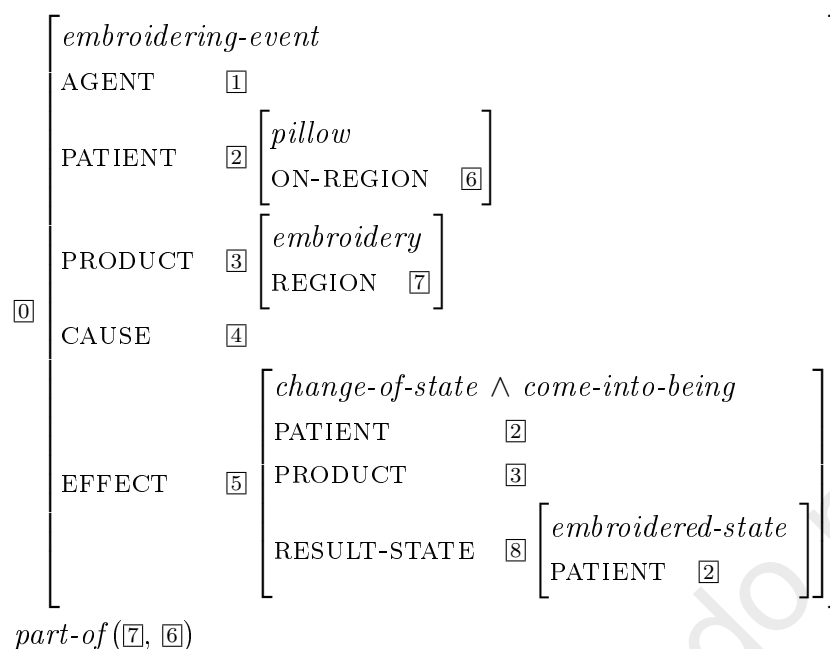 embroidering-event
AGENT 1
PATIENT 2 pillow
ON-REGION 6
PRODUCT 3 embroidery
REGION 7
0
CAUSE 4
EFFECT 5 change-of-state ∧ come-into-being
PATIENT 2
PRODUCT 3
RESULT-STATE 8 embroidered-state
PATIENT 2
part-of(7, 6)